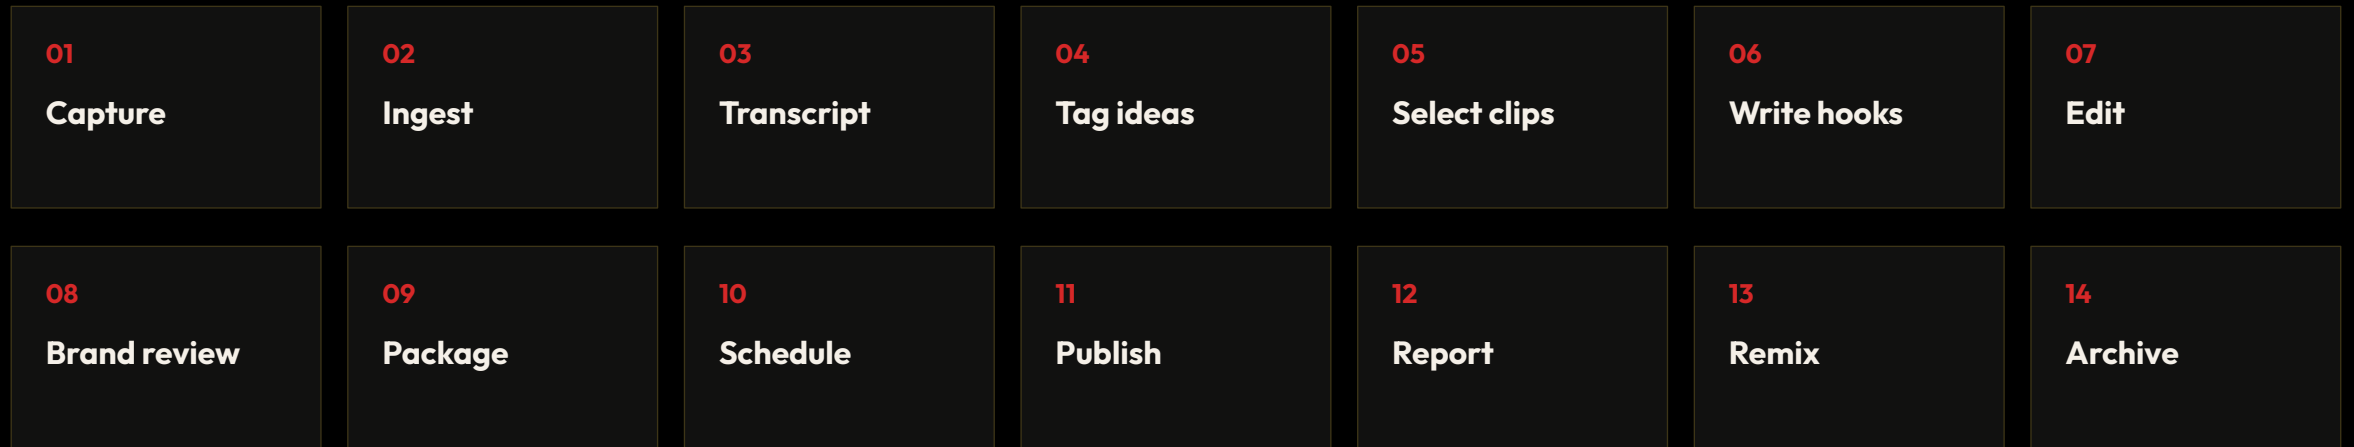 01
Capture
02
Ingest
03
Transcript
04
Tag ideas
05
Select clips
06
Write hooks
07
Edit
08
Brand review
09
Package
10
Schedule
11
Publish
12
Report
13
Remix
14
Archive